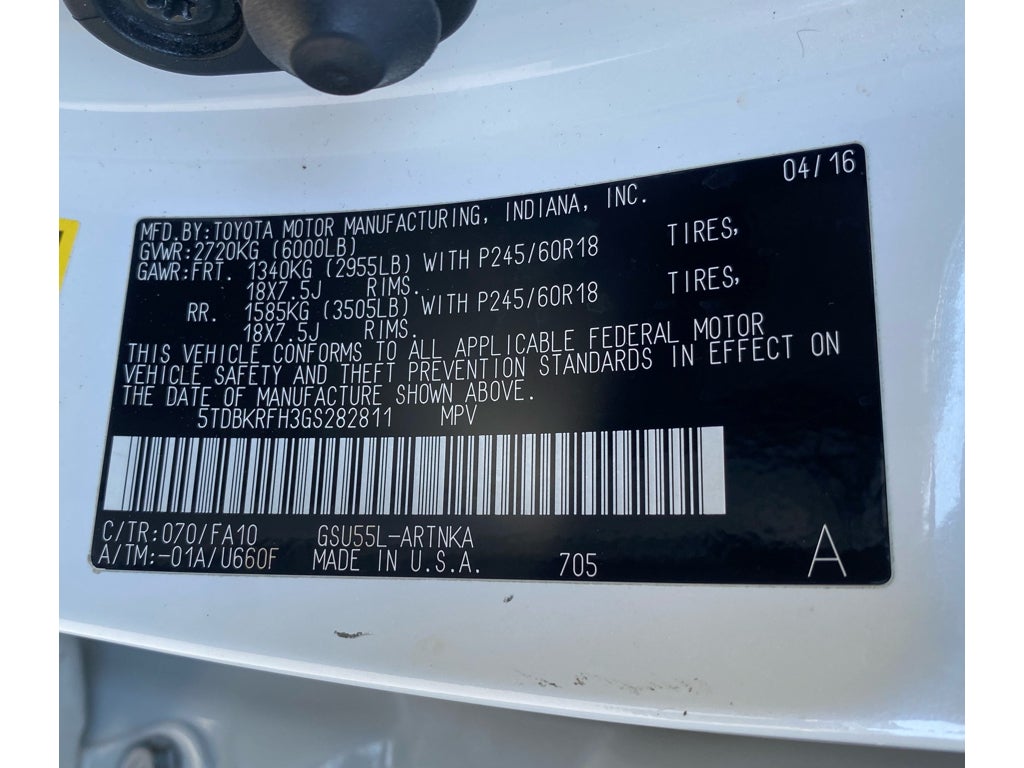 04/16
MFD.BY:TOYOTA MOTOR MANUFACTURING, INDIANA, INC.
GVWR:2720KG (6000LB)
GAWR:FRT. 1340KG (2955LB) WITH P245/60R18 TIRES,
18X7.5J RIMS.
RR. 1585KG (3505LB) WITH P245/60R18 TIRES,
18X7.5J RIMS.
THIS VEHICLE CONFORMS TO ALL APPLICABLE FEDERAL MOTOR
VEHICLE SAFETY AND THEFT PREVENTION STANDARDS IN EFFECT ON
THE DATE OF MANUFACTURE SHOWN ABOVE.
5TDBKRFH3GS282811 MPV
C/TR:070/FA10 GSU55L-ARTNKA
A/TM:-01A/U660F MADE IN U.S.A. 705 A